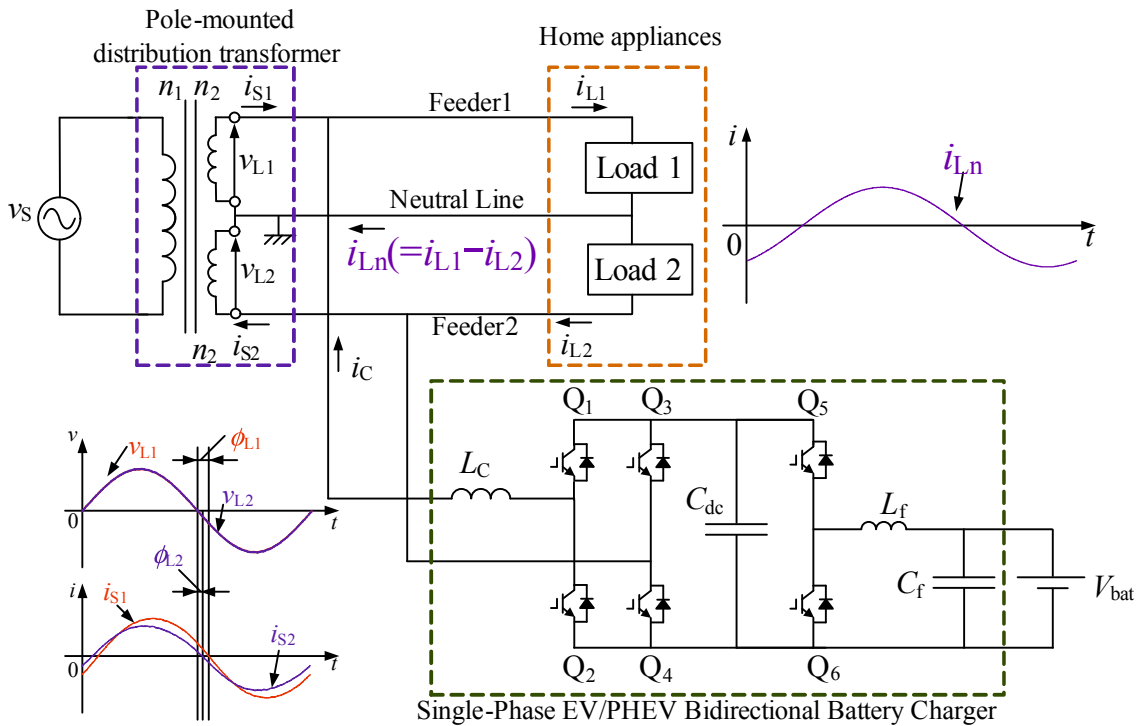 Pole-mounted
distribution transformer
Home appliances
n1 n2
iS1
Feeder1
iL1
vL1
Load 1
i
iLn
vS
Neutral Line
0
t
iLn(=iL1−iL2)
vL2
Load 2
Feeder2
iS2
n2
iL2
iC
Q1
Q3
Q5
v
vL1
ϕL1
LC
Cdc
Lf
vL2
0
t
ϕL2
i
iS1
Cf
Vbat
iS2
0
t
Q2
Q4
Q6
Single-Phase EV/PHEV Bidirectional Battery Charger